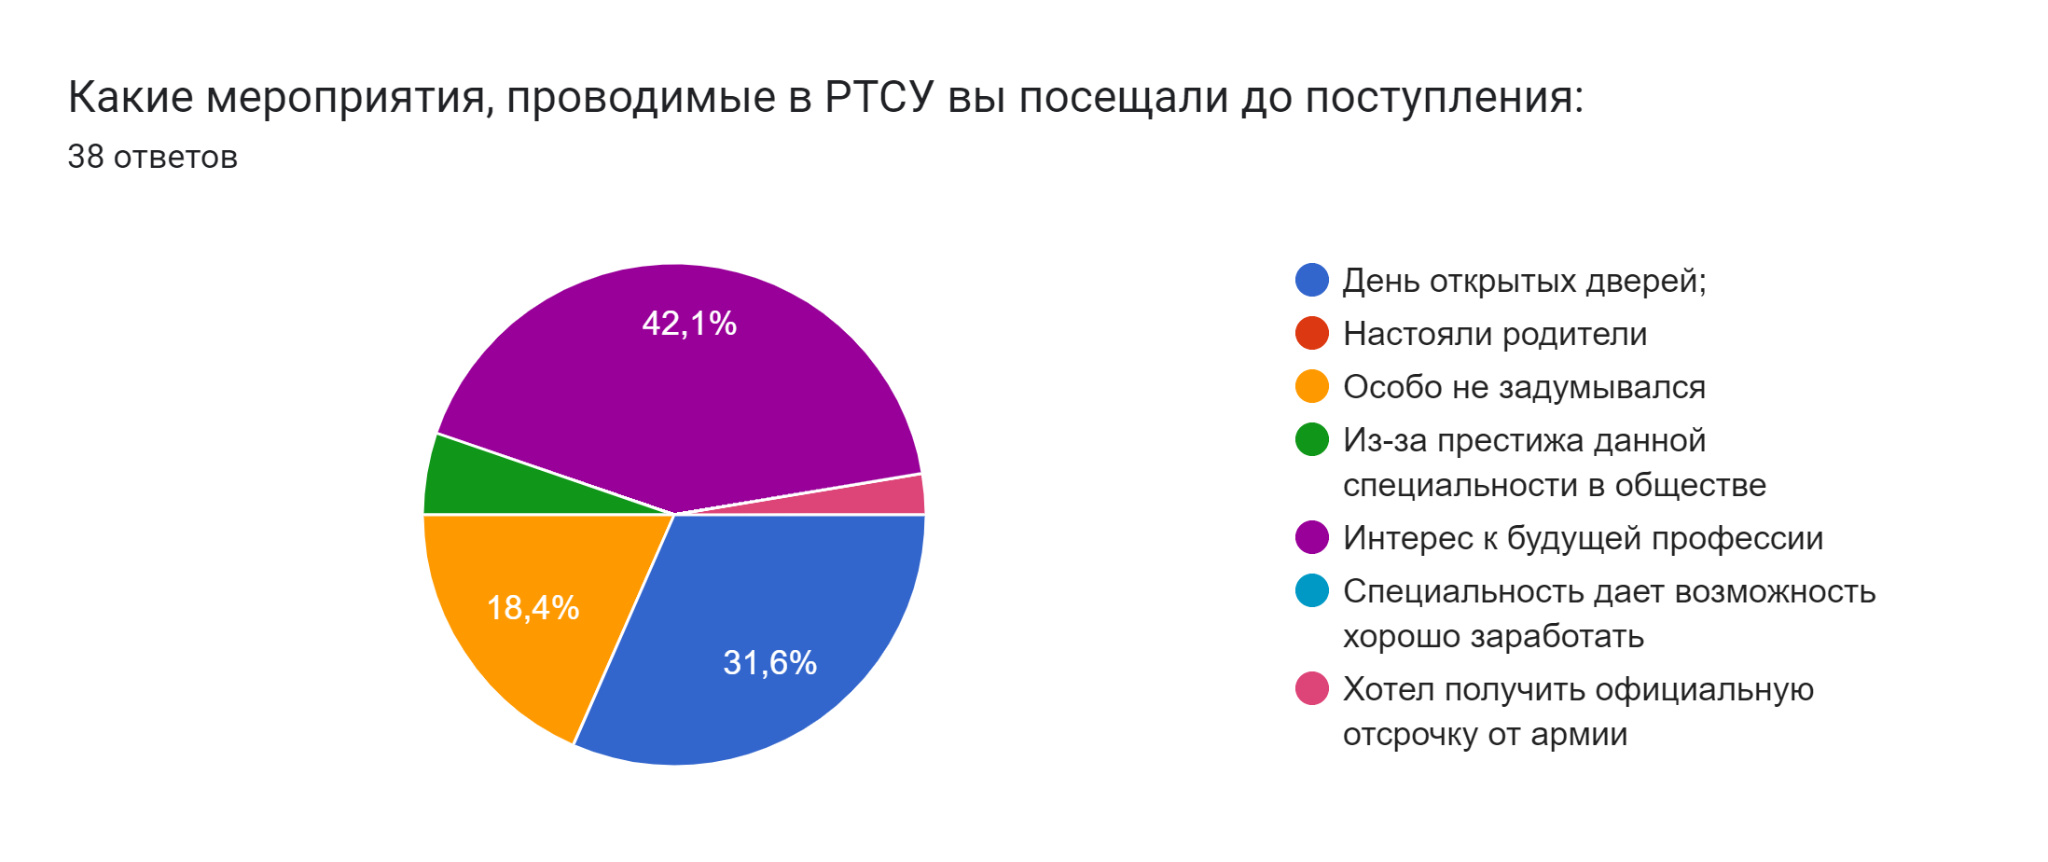 Какие мероприятия, проводимые в РТСУ вы посещали до поступления:
38 ответов
42,1%
18,4%
31,6%
День открытых дверей;
Настояли родители
Особо не задумывался
Из-за престижа данной
специальности в обществе
Интерес к будущей профессии
Специальность дает возможность
хорошо заработать
Хотел получить официальную
отсрочку от армии